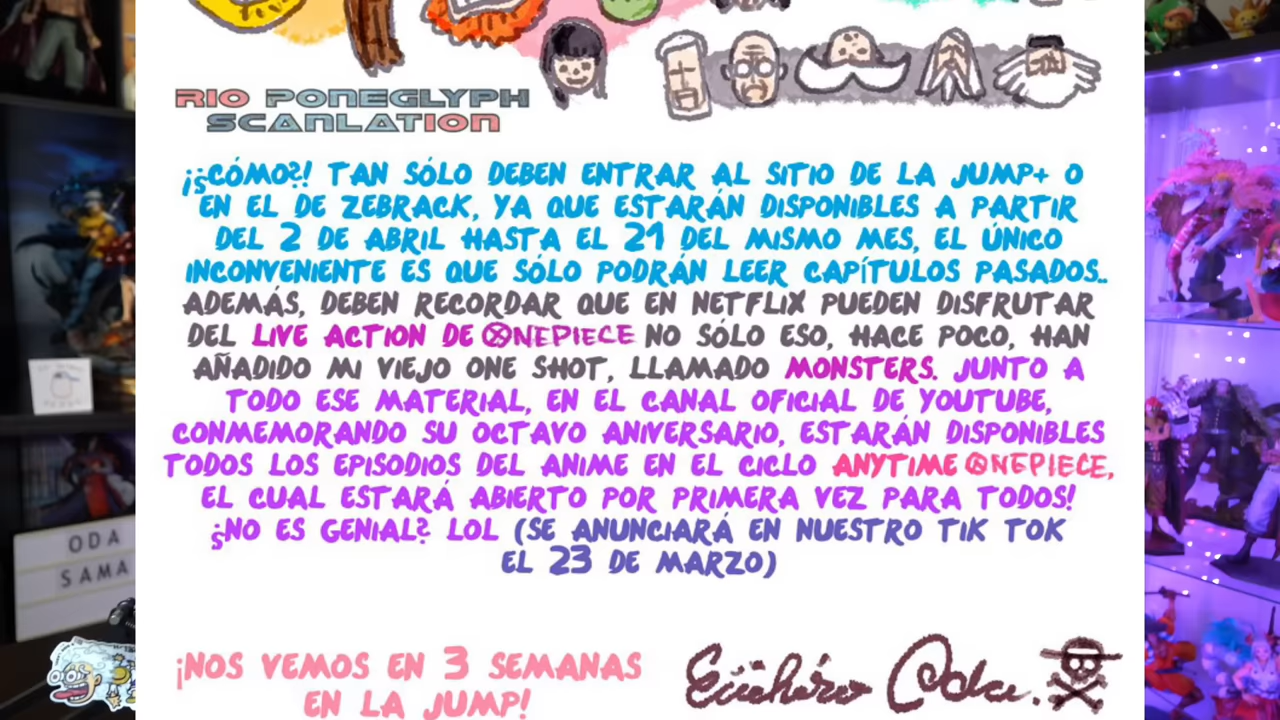 RIO PONEGLYPH
SCANLATION
¡¿CÓMO?! TAN SÓLO DEBEN ENTRAR AL SITIO DE LA JUMP+ O
EN EL DE ZEBRACK, YA QUE ESTARÁN DISPONIBLES A PARTIR
DEL 2 DE ABRIL HASTA EL 21 DEL MISMO MES, EL ÚNICO
INCONVENIENTE ES QUE SÓLO PODRÁN LEER CAPÍTULOS PASADOS..
ADEMÁS, DEBEN RECORDAR QUE EN NETFLIX PUEDEN DISFRUTAR
DEL LIVE ACTION DE ONEPIECE NO SÓLO ESO, HACE POCO, HAN
AÑADIDO MI VIEJO ONE SHOT, LLAMADO MONSTERS. JUNTO A
TODO ESE MATERIAL, EN EL CANAL OFICIAL DE YOUTUBE,
CONMEMORANDO SU OCTAVO ANIVERSARIO, ESTARÁN DISPONIBLES
TODOS LOS EPISODIOS DEL ANIME EN EL CICLO ANYTIME ONEPIECE,
EL CUAL ESTARÁ ABIERTO POR PRIMERA VEZ PARA TODOS!
¿NO ES GENIAL? LOL (SE ANUNCIARÁ EN NUESTRO TIK TOK
EL 23 DE MARZO)
¡NOS VEMOS EN 3 SEMANAS
EN LA JUMP!
Eiichiro Oda.
ODA
SAMA